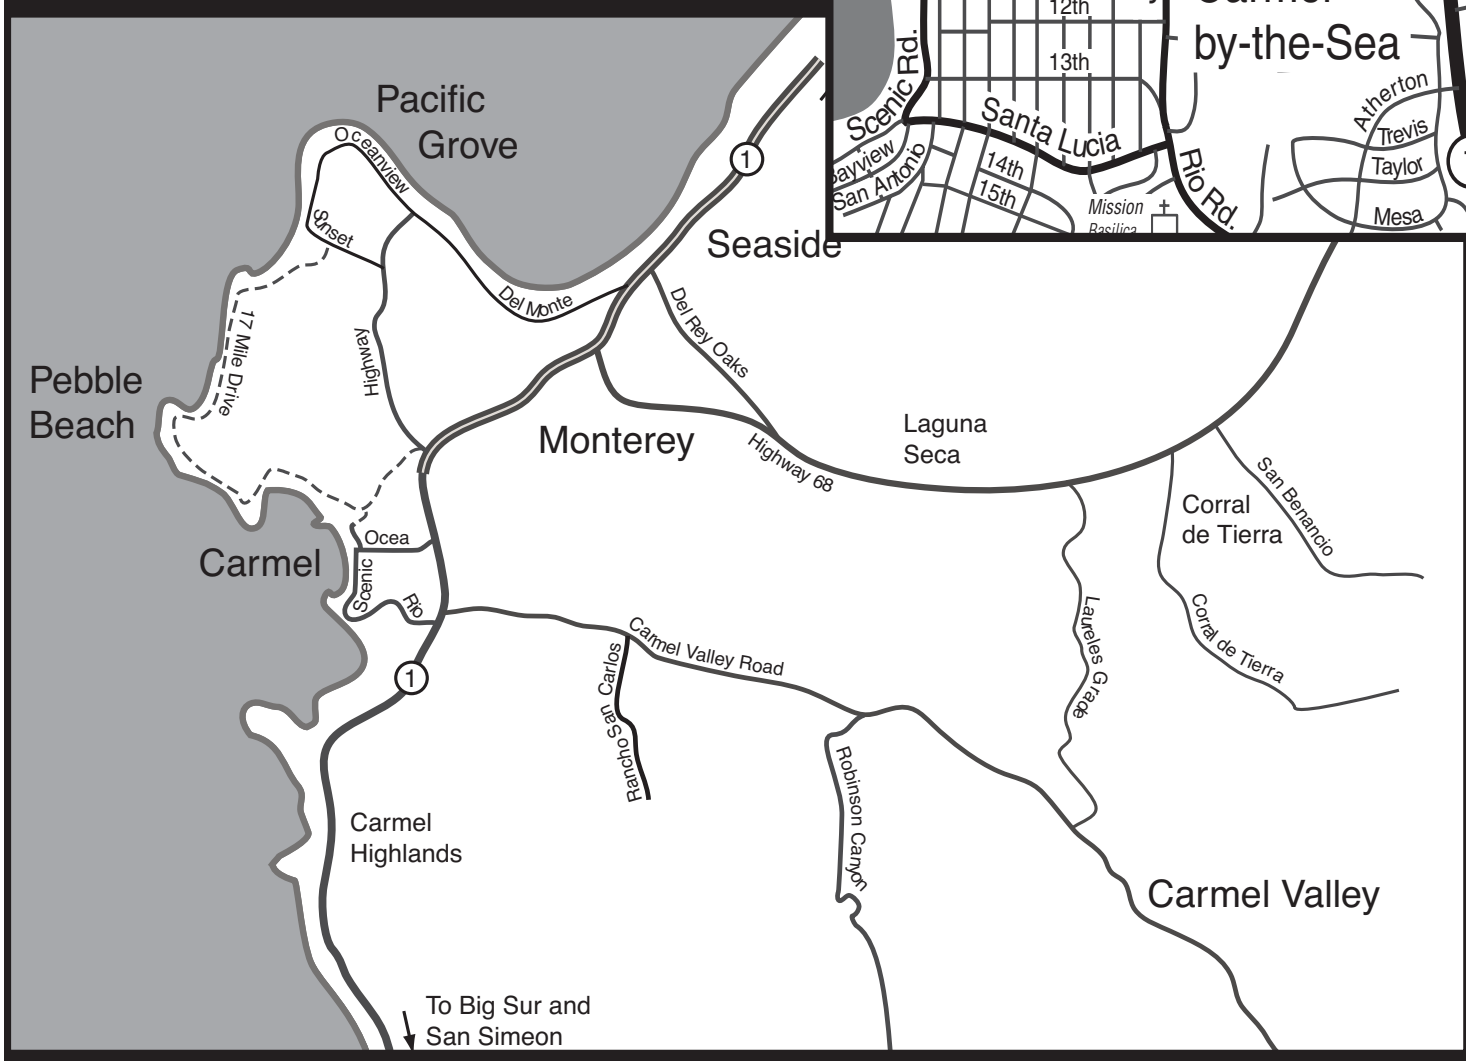 12th
by-the-Sea
13th
Scenic Rd.
Santa Lucia
Atherton
Trevis
Taylor
Mesa
San Antonio
14th
15th
Rio Rd.
Mission
Basilica
Pacific
Grove
Oceanview
Sunset
1
Seaside
Del Monte
Del Rey Oaks
17 Mile Drive
Highway
Pebble
Beach
Monterey
Highway 68
Laguna
Seca
San Benancio
Corral
de Tierra
Carmel
Ocea
Scenic
Rio
Laureles Grade
Corral de Tierra
Carmel Valley Road
Rancho San Carlos
1
Robinson Canyon
Carmel
Highlands
Carmel Valley
To Big Sur and
San Simeon